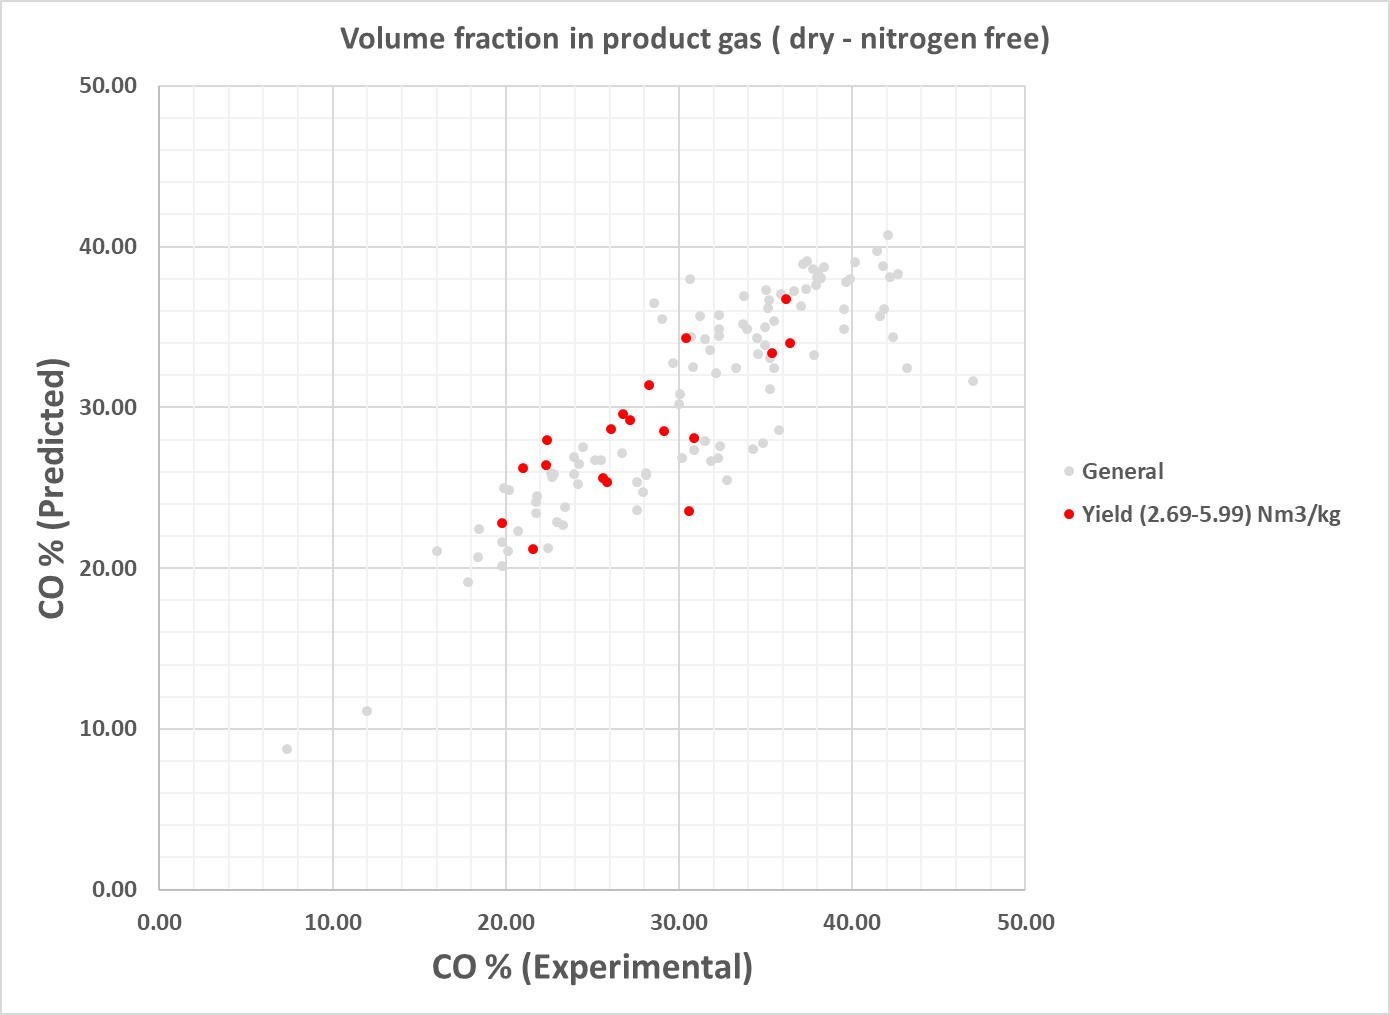 Volume fraction in product gas ( dry - nitrogen free)
50.00
40.00
30.00
20.00
10.00
0.00
CO % (Predicted)
0.00 10.00 20.00 30.00 40.00 50.00
CO % (Experimental)
General
Yield (2.69-5.99) Nm3/kg